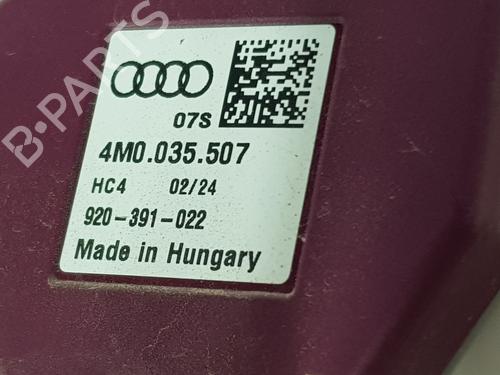 B-PARTS
07S
4M0.035.507
HC4 02/24
920-391-022
Made in Hungary